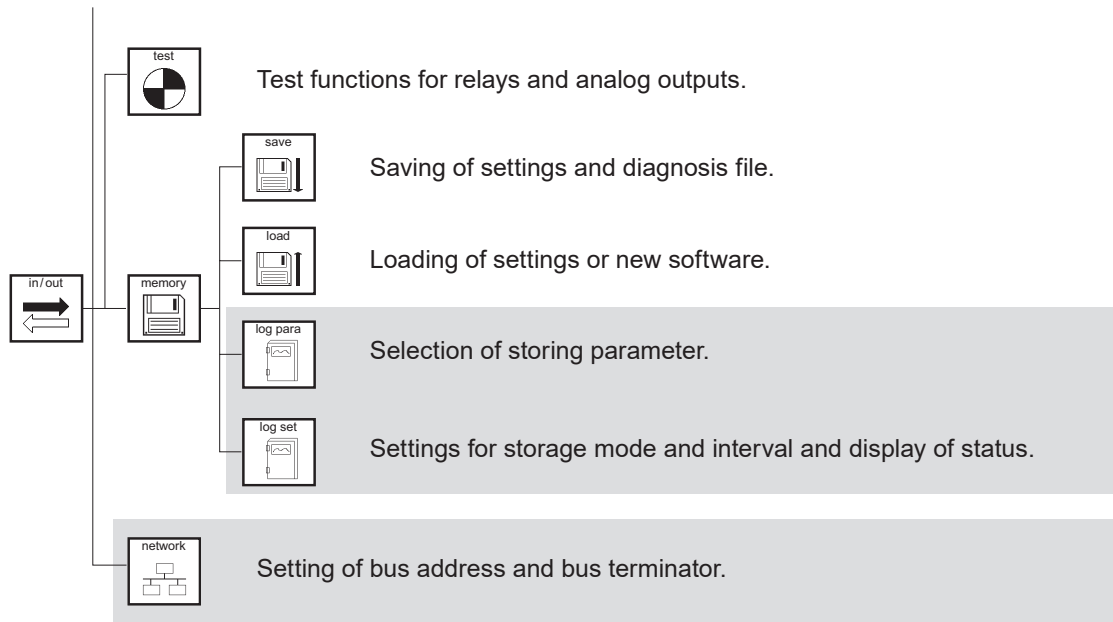 test
Test functions for relays and analog outputs.
save
Saving of settings and diagnosis file.
load
Loading of settings or new software.
in/out
memory
log para
Selection of storing parameter.
log set
Settings for storage mode and interval and display of status.
network
Setting of bus address and bus terminator.